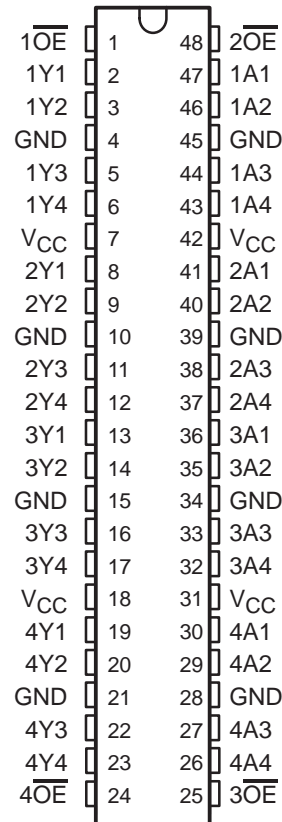 1O̅E̅ 1 48 2O̅E̅
1Y1 2 47 1A1
1Y2 3 46 1A2
GND 4 45 GND
1Y3 5 44 1A3
1Y4 6 43 1A4
VCC 7 42 VCC
2Y1 8 41 2A1
2Y2 9 40 2A2
GND 10 39 GND
2Y3 11 38 2A3
2Y4 12 37 2A4
3Y1 13 36 3A1
3Y2 14 35 3A2
GND 15 34 GND
3Y3 16 33 3A3
3Y4 17 32 3A4
VCC 18 31 VCC
4Y1 19 30 4A1
4Y2 20 29 4A2
GND 21 28 GND
4Y3 22 27 4A3
4Y4 23 26 4A4
4O̅E̅ 24 25 3O̅E̅